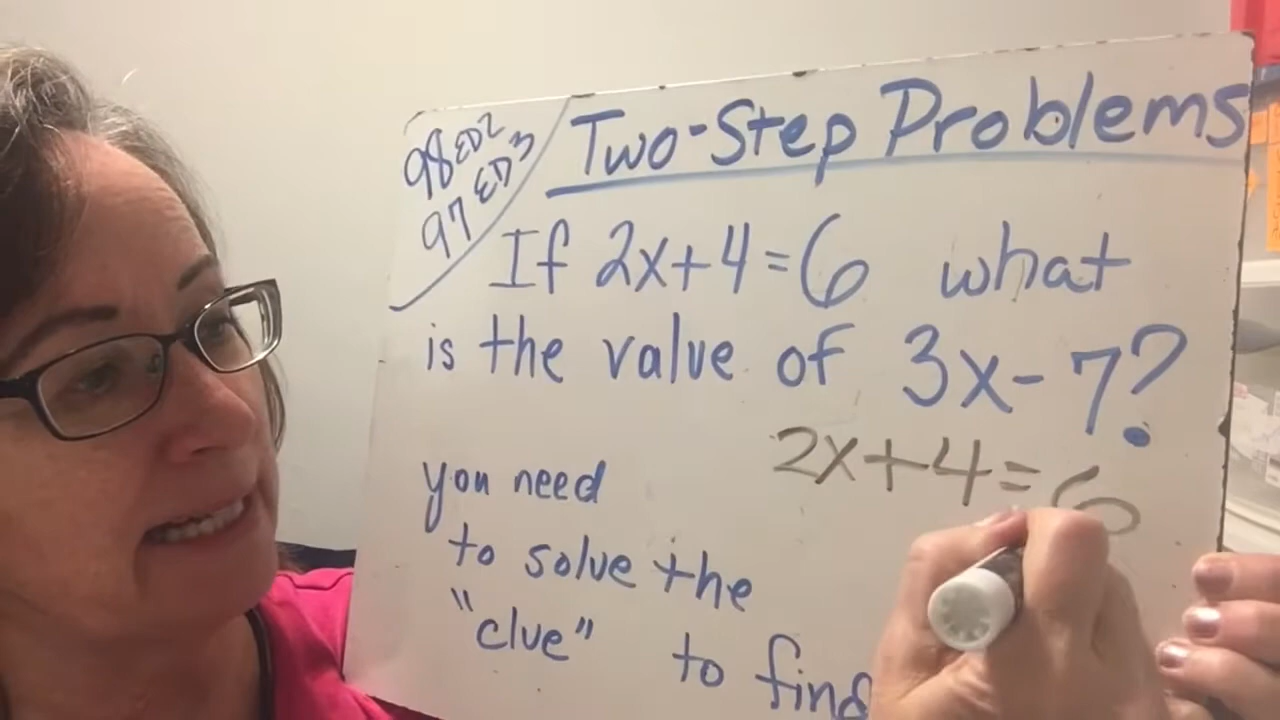 98 ED2
97 ED3
Two-Step Problems
If 2x+4=6 what
is the value of 3x-7?
2x+4=6
you need
to solve the
"clue" to find